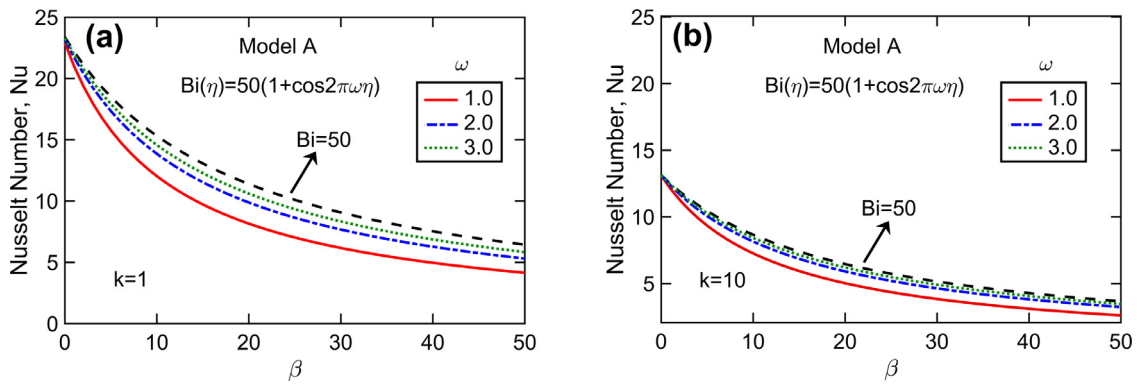 (a)
Model A
Bi(η)=50(1+cos2πωη)
ω
1.0
2.0
3.0
Bi=50
k=1
Nusselt Number, Nu
25
20
15
10
5
0
0 10 20 30 40 50
β
(b)
Model A
Bi(η)=50(1+cos2πωη)
ω
1.0
2.0
3.0
Bi=50
k=10
Nusselt Number, Nu
25
20
15
10
5
0 10 20 30 40 50
β